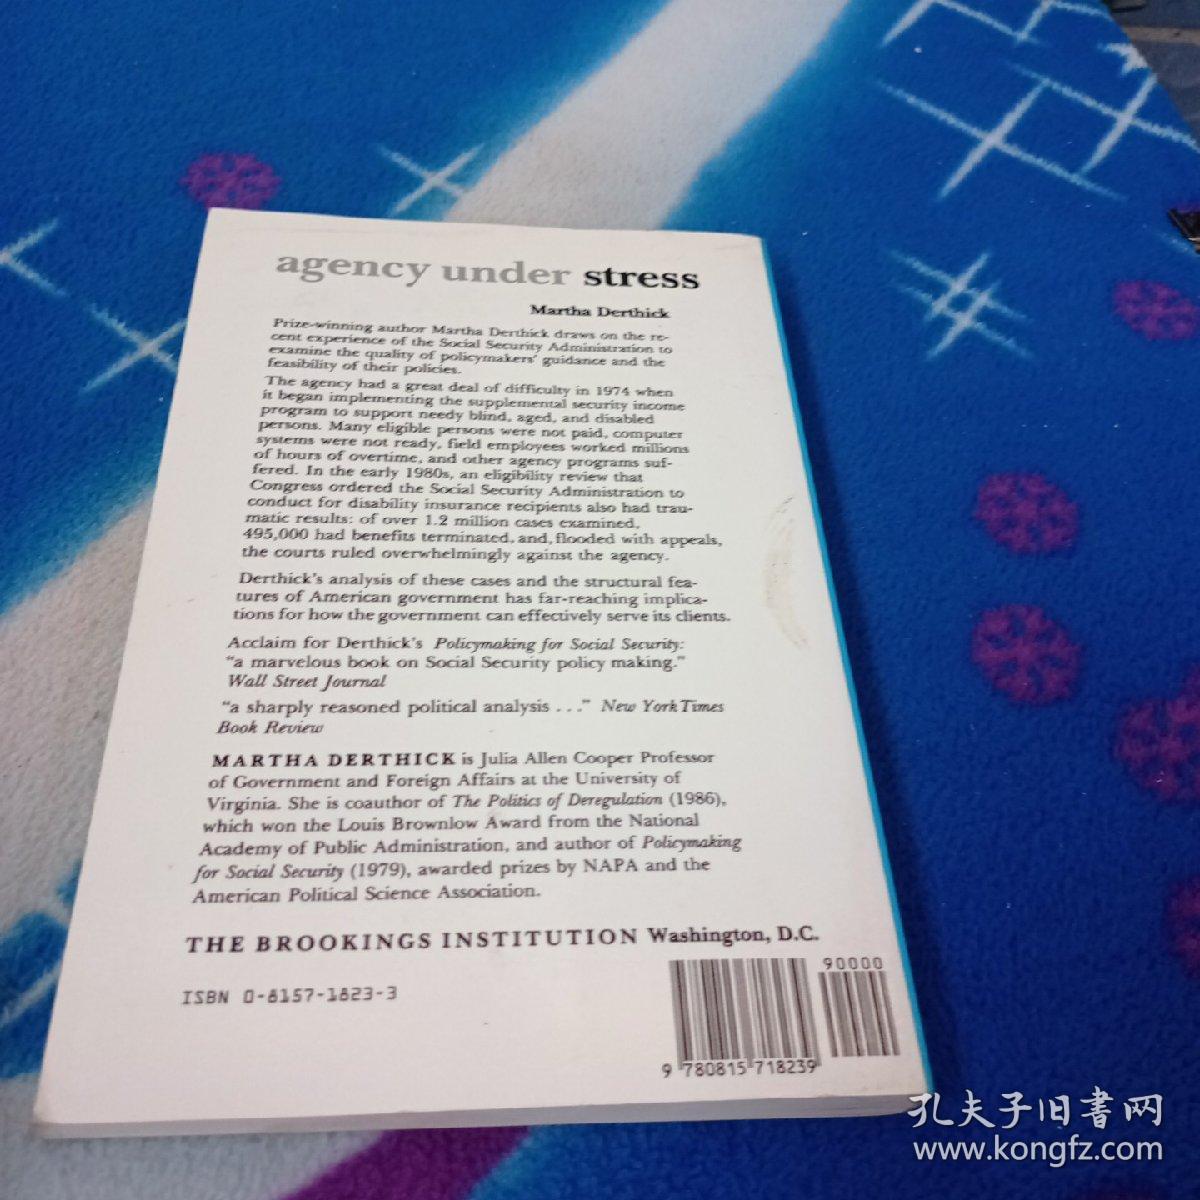 agency under stress
Martha Derthick
Prize-winning author Martha Derthick draws on the re-
cent experience of the Social Security Administration to
examine the quality of policymakers' guidance and the
feasibility of their policies.
The agency had a great deal of difficulty in 1974 when
it began implementing the supplemental security income
program to support needy blind, aged, and disabled
persons. Many eligible persons were not paid, computer
systems were not ready, field employees worked millions
of hours of overtime, and other agency programs suf-
fered. In the early 1980s, an eligibility review that
Congress ordered the Social Security Administration to
conduct for disability insurance recipients also had trau-
matic results: of over 1.2 million cases examined,
495,000 had benefits terminated, and, flooded with appeals,
the courts ruled overwhelmingly against the agency.
Derthick's analysis of these cases and the structural fea-
tures of American government has far-reaching implica-
tions for how the government can effectively serve its clients.
Acclaim for Derthick's Policymaking for Social Security:
"a marvelous book on Social Security policy making."
Wall Street Journal
"a sharply reasoned political analysis . . ." New York Times
Book Review
MARTHA DERTHICK is Julia Allen Cooper Professor
of Government and Foreign Affairs at the University of
Virginia. She is coauthor of The Politics of Deregulation (1986),
which won the Louis Brownlow Award from the National
Academy of Public Administration, and author of Policymaking
for Social Security (1979), awarded prizes by NAPA and the
American Political Science Association.
THE BROOKINGS INSTITUTION Washington, D.C.
90000
ISBN 0-8157-1823-3
9 780815 718239
孔夫子旧書网
www.kongfz.com